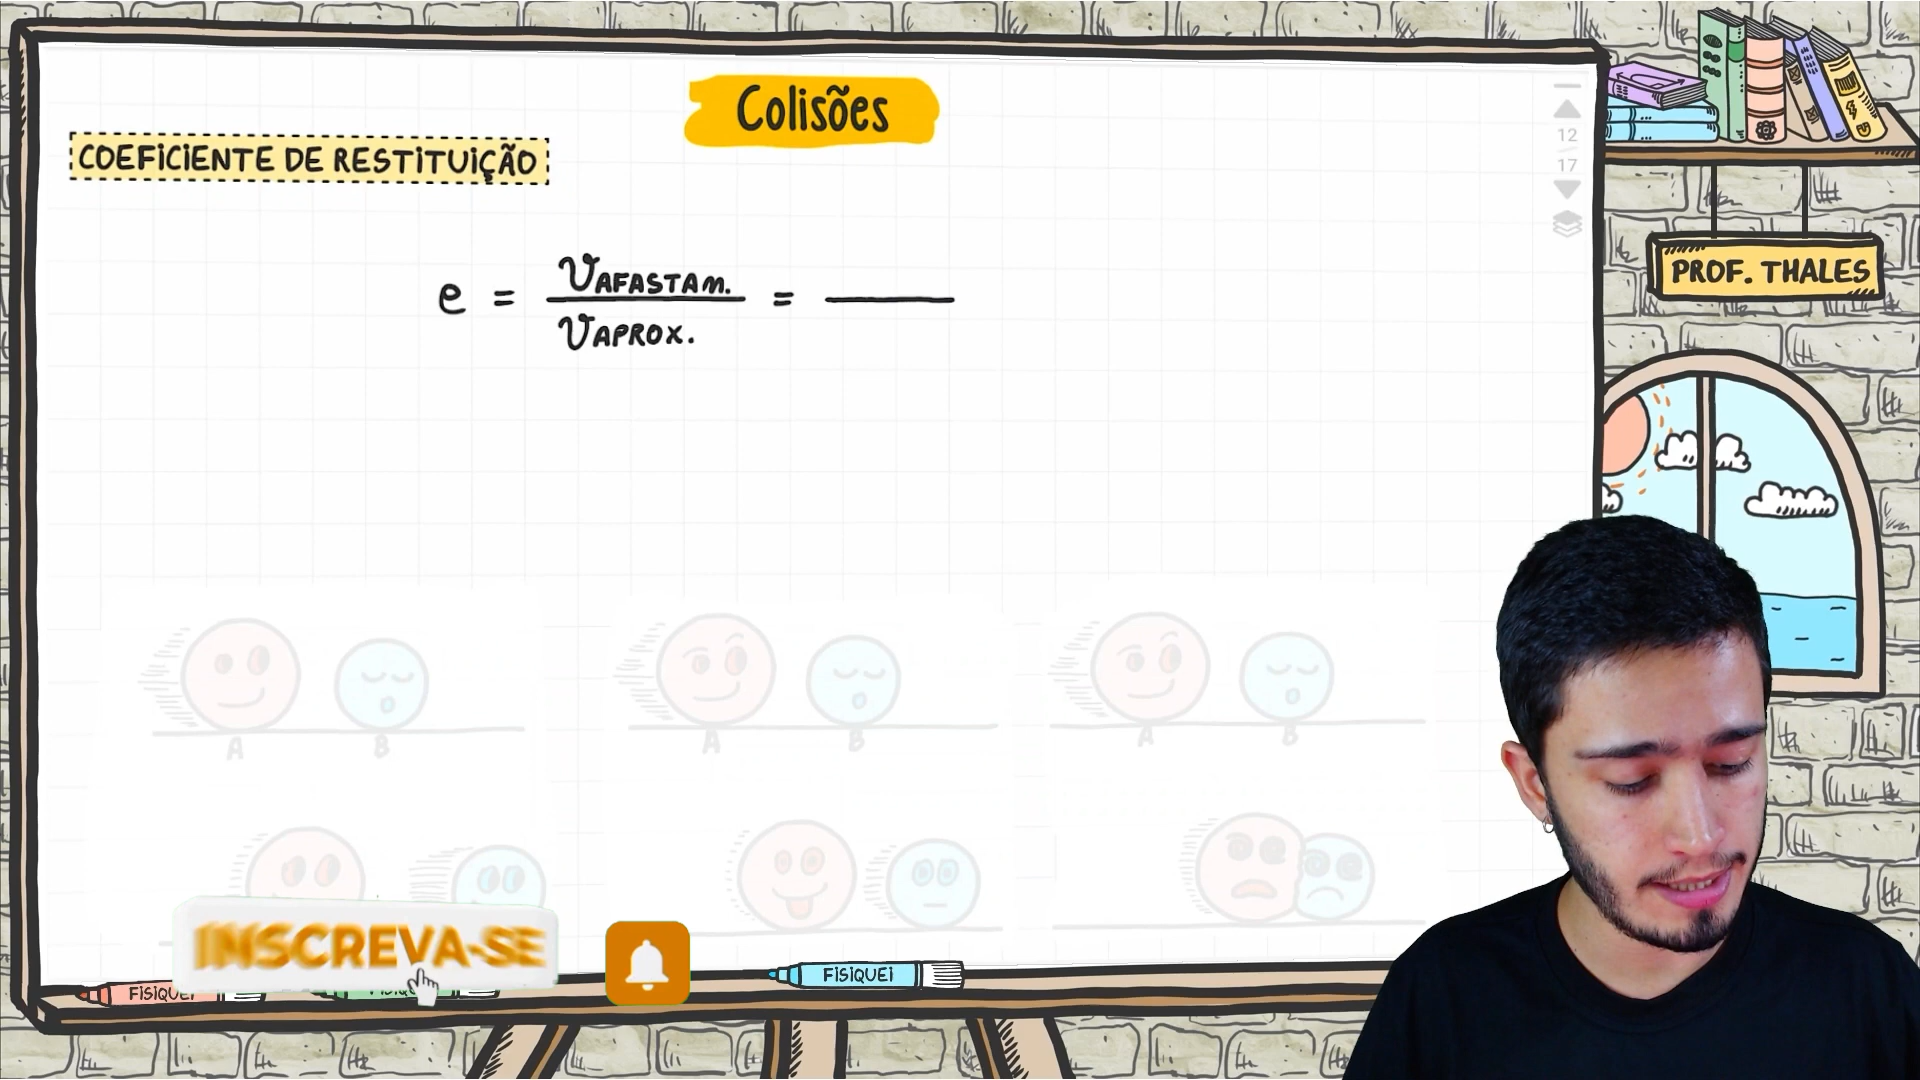 Colisões
COEFICIENTE DE RESTITUIÇÃO
12
17
e = VAFASTAM. / VAPROX. =
PROF. THALES
A B
A B
A B
INSCREVA-SE
FISIQUEI
FISIQUEI